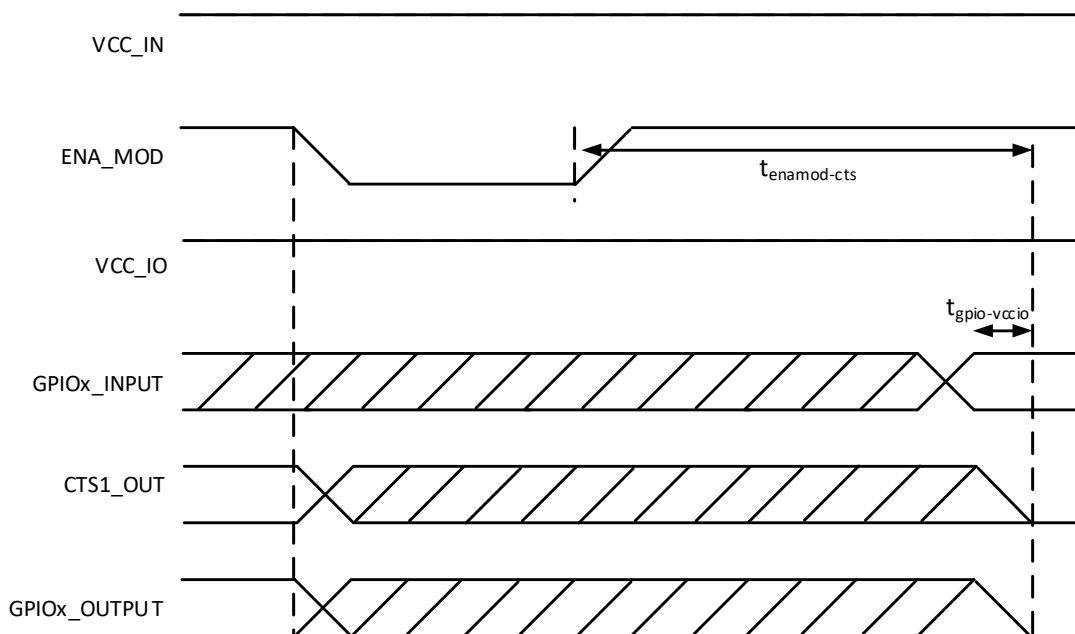 VCC_IN
ENA_MOD
tenamod-cts
VCC_IO
tgpio-vccio
GPIOx_INPUT
CTS1_OUT
GPIOx_OUTPUT